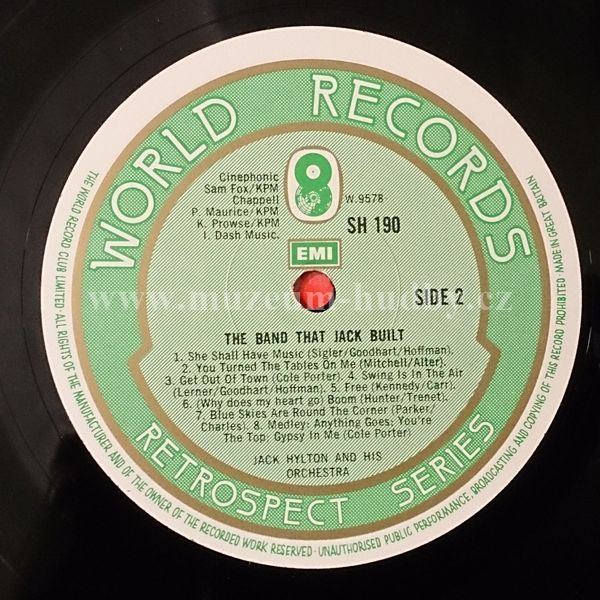 WORLD RECORDS
Cinephonic
Sam Fox/KPM
Chappell
P. Maurice/KPM
K. Prowse/KPM
I. Dash Music.
W.9578
SH 190
EMI
SIDE 2
www.muzeum-hudby.cz
THE BAND THAT JACK BUILT
1. She Shall Have Music (Sigler/Goodhart/Hoffman).
2. You Turned The Tables On Me (Mitchell/Alter).
3. Get Out Of Town (Cole Porter). 4. Swing Is In The Air
(Lerner/Goodhart/Hoffman). 5. Free (Kennedy/Carr).
6. (Why does my heart go) Boom (Hunter/Trenet).
7. Blue Skies Are Round The Corner (Parker/
Charles). 8. Medley: Anything Goes; You're
The Top; Gypsy In Me (Cole Porter)
JACK HYLTON AND HIS
ORCHESTRA
RETROSPECT SERIES
THE WORLD RECORD CLUB LIMITED · ALL RIGHTS OF THE MANUFACTURER AND OF THE OWNER OF THE RECORDED WORK RESERVED · UNAUTHORISED PUBLIC PERFORMANCE, BROADCASTING AND COPYING OF THIS RECORD PROHIBITED MADE IN GREAT BRITAIN